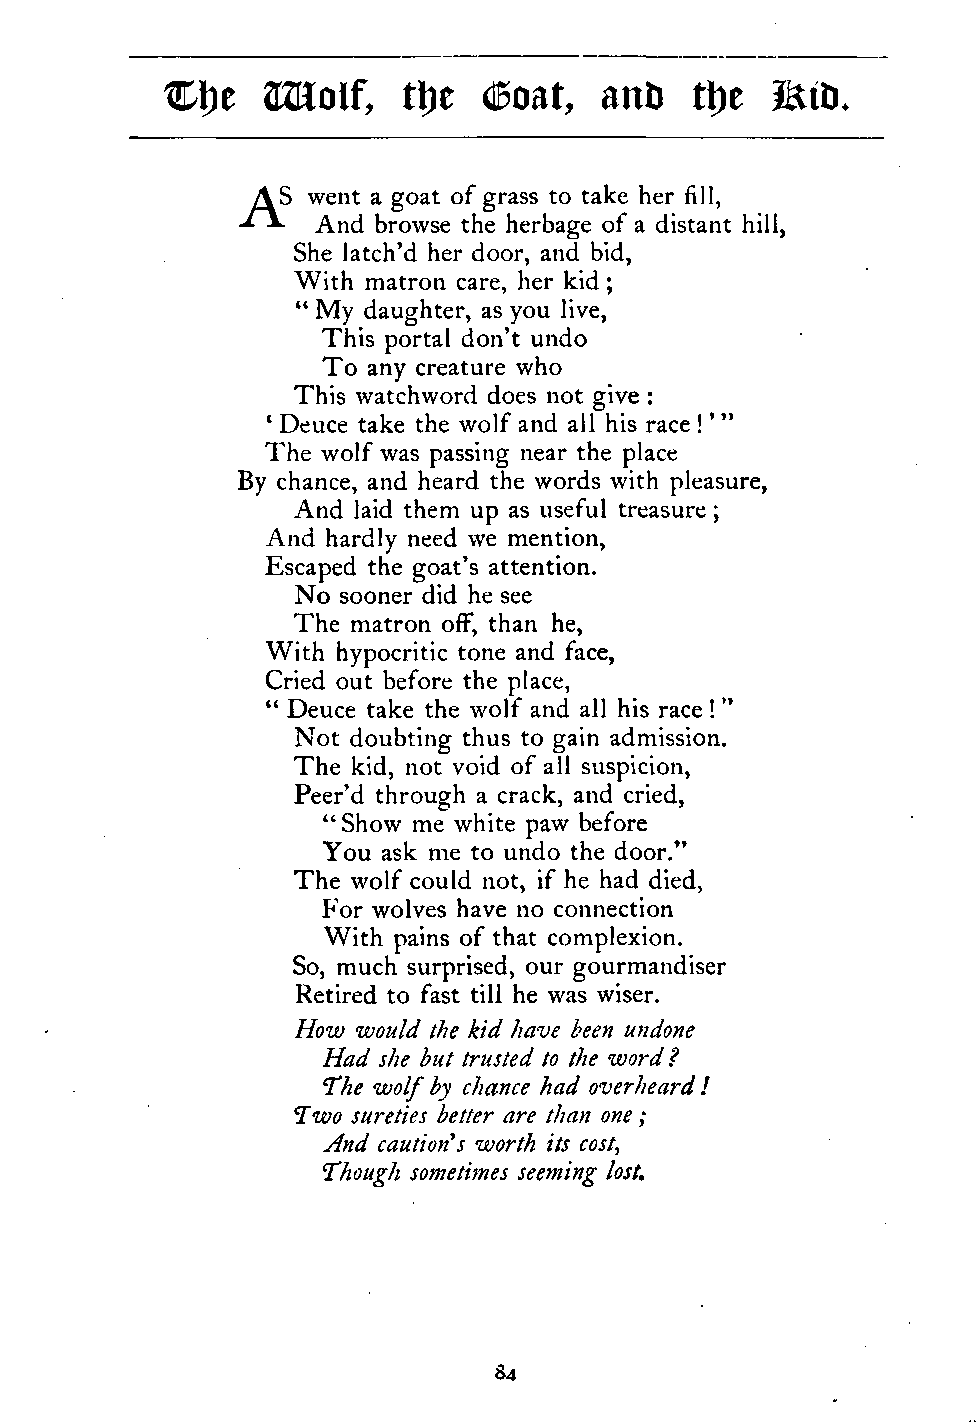 The Wolf, the Goat, and the Kid.
AS went a goat of grass to take her fill,
And browse the herbage of a distant hill,
She latch'd her door, and bid,
With matron care, her kid;
"My daughter, as you live,
This portal don't undo
To any creature who
This watchword does not give:
'Deuce take the wolf and all his race!'"
The wolf was passing near the place
By chance, and heard the words with pleasure,
And laid them up as useful treasure;
And hardly need we mention,
Escaped the goat's attention.
No sooner did he see
The matron off, than he,
With hypocritic tone and face,
Cried out before the place,
"Deuce take the wolf and all his race!"
Not doubting thus to gain admission.
The kid, not void of all suspicion,
Peer'd through a crack, and cried,
"Show me white paw before
You ask me to undo the door."
The wolf could not, if he had died,
For wolves have no connection
With pains of that complexion.
So, much surprised, our gourmandiser
Retired to fast till he was wiser.
How would the kid have been undone
Had she but trusted to the word?
The wolf by chance had overheard!
Two sureties better are than one;
And caution's worth its cost,
Though sometimes seeming lost.
84